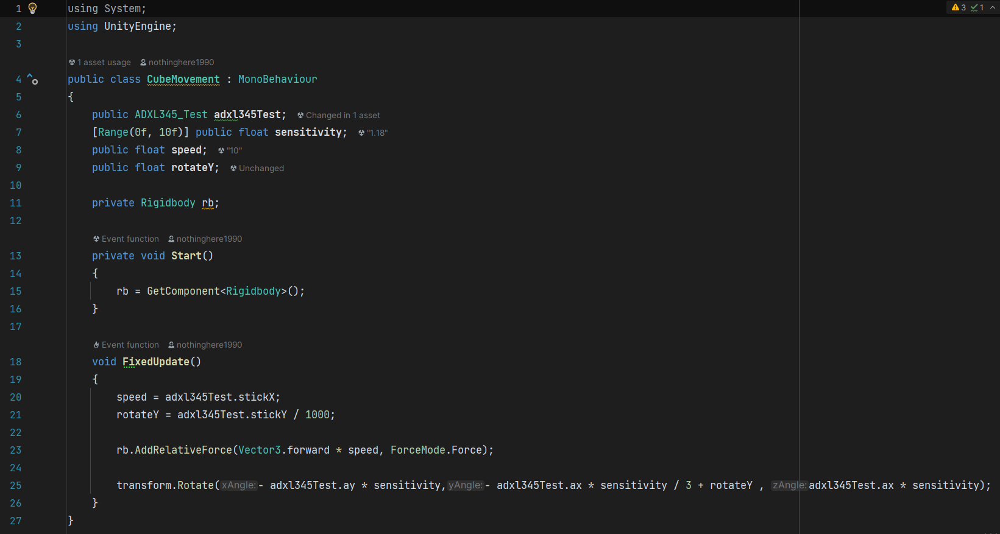 1 using System; 3 1
2 using UnityEngine;
3
1 asset usage nothinghere1990
4 public class CubeMovement : MonoBehaviour
5 {
6 public ADXL345_Test adxl345Test; Changed in 1 asset
7 [Range(0f, 10f)] public float sensitivity; "1.18"
8 public float speed; "10"
9 public float rotateY; Unchanged
10
11 private Rigidbody rb;
12
Event function nothinghere1990
13 private void Start()
14 {
15 rb = GetComponent<Rigidbody>();
16 }
17
Event function nothinghere1990
18 void FixedUpdate()
19 {
20 speed = adxl345Test.stickX;
21 rotateY = adxl345Test.stickY / 1000;
22
23 rb.AddRelativeForce(Vector3.forward * speed, ForceMode.Force);
24
25 transform.Rotate(xAngle:- adxl345Test.ay * sensitivity,yAngle:- adxl345Test.ax * sensitivity / 3 + rotateY , zAngle:adxl345Test.ax * sensitivity);
26 }
27 }